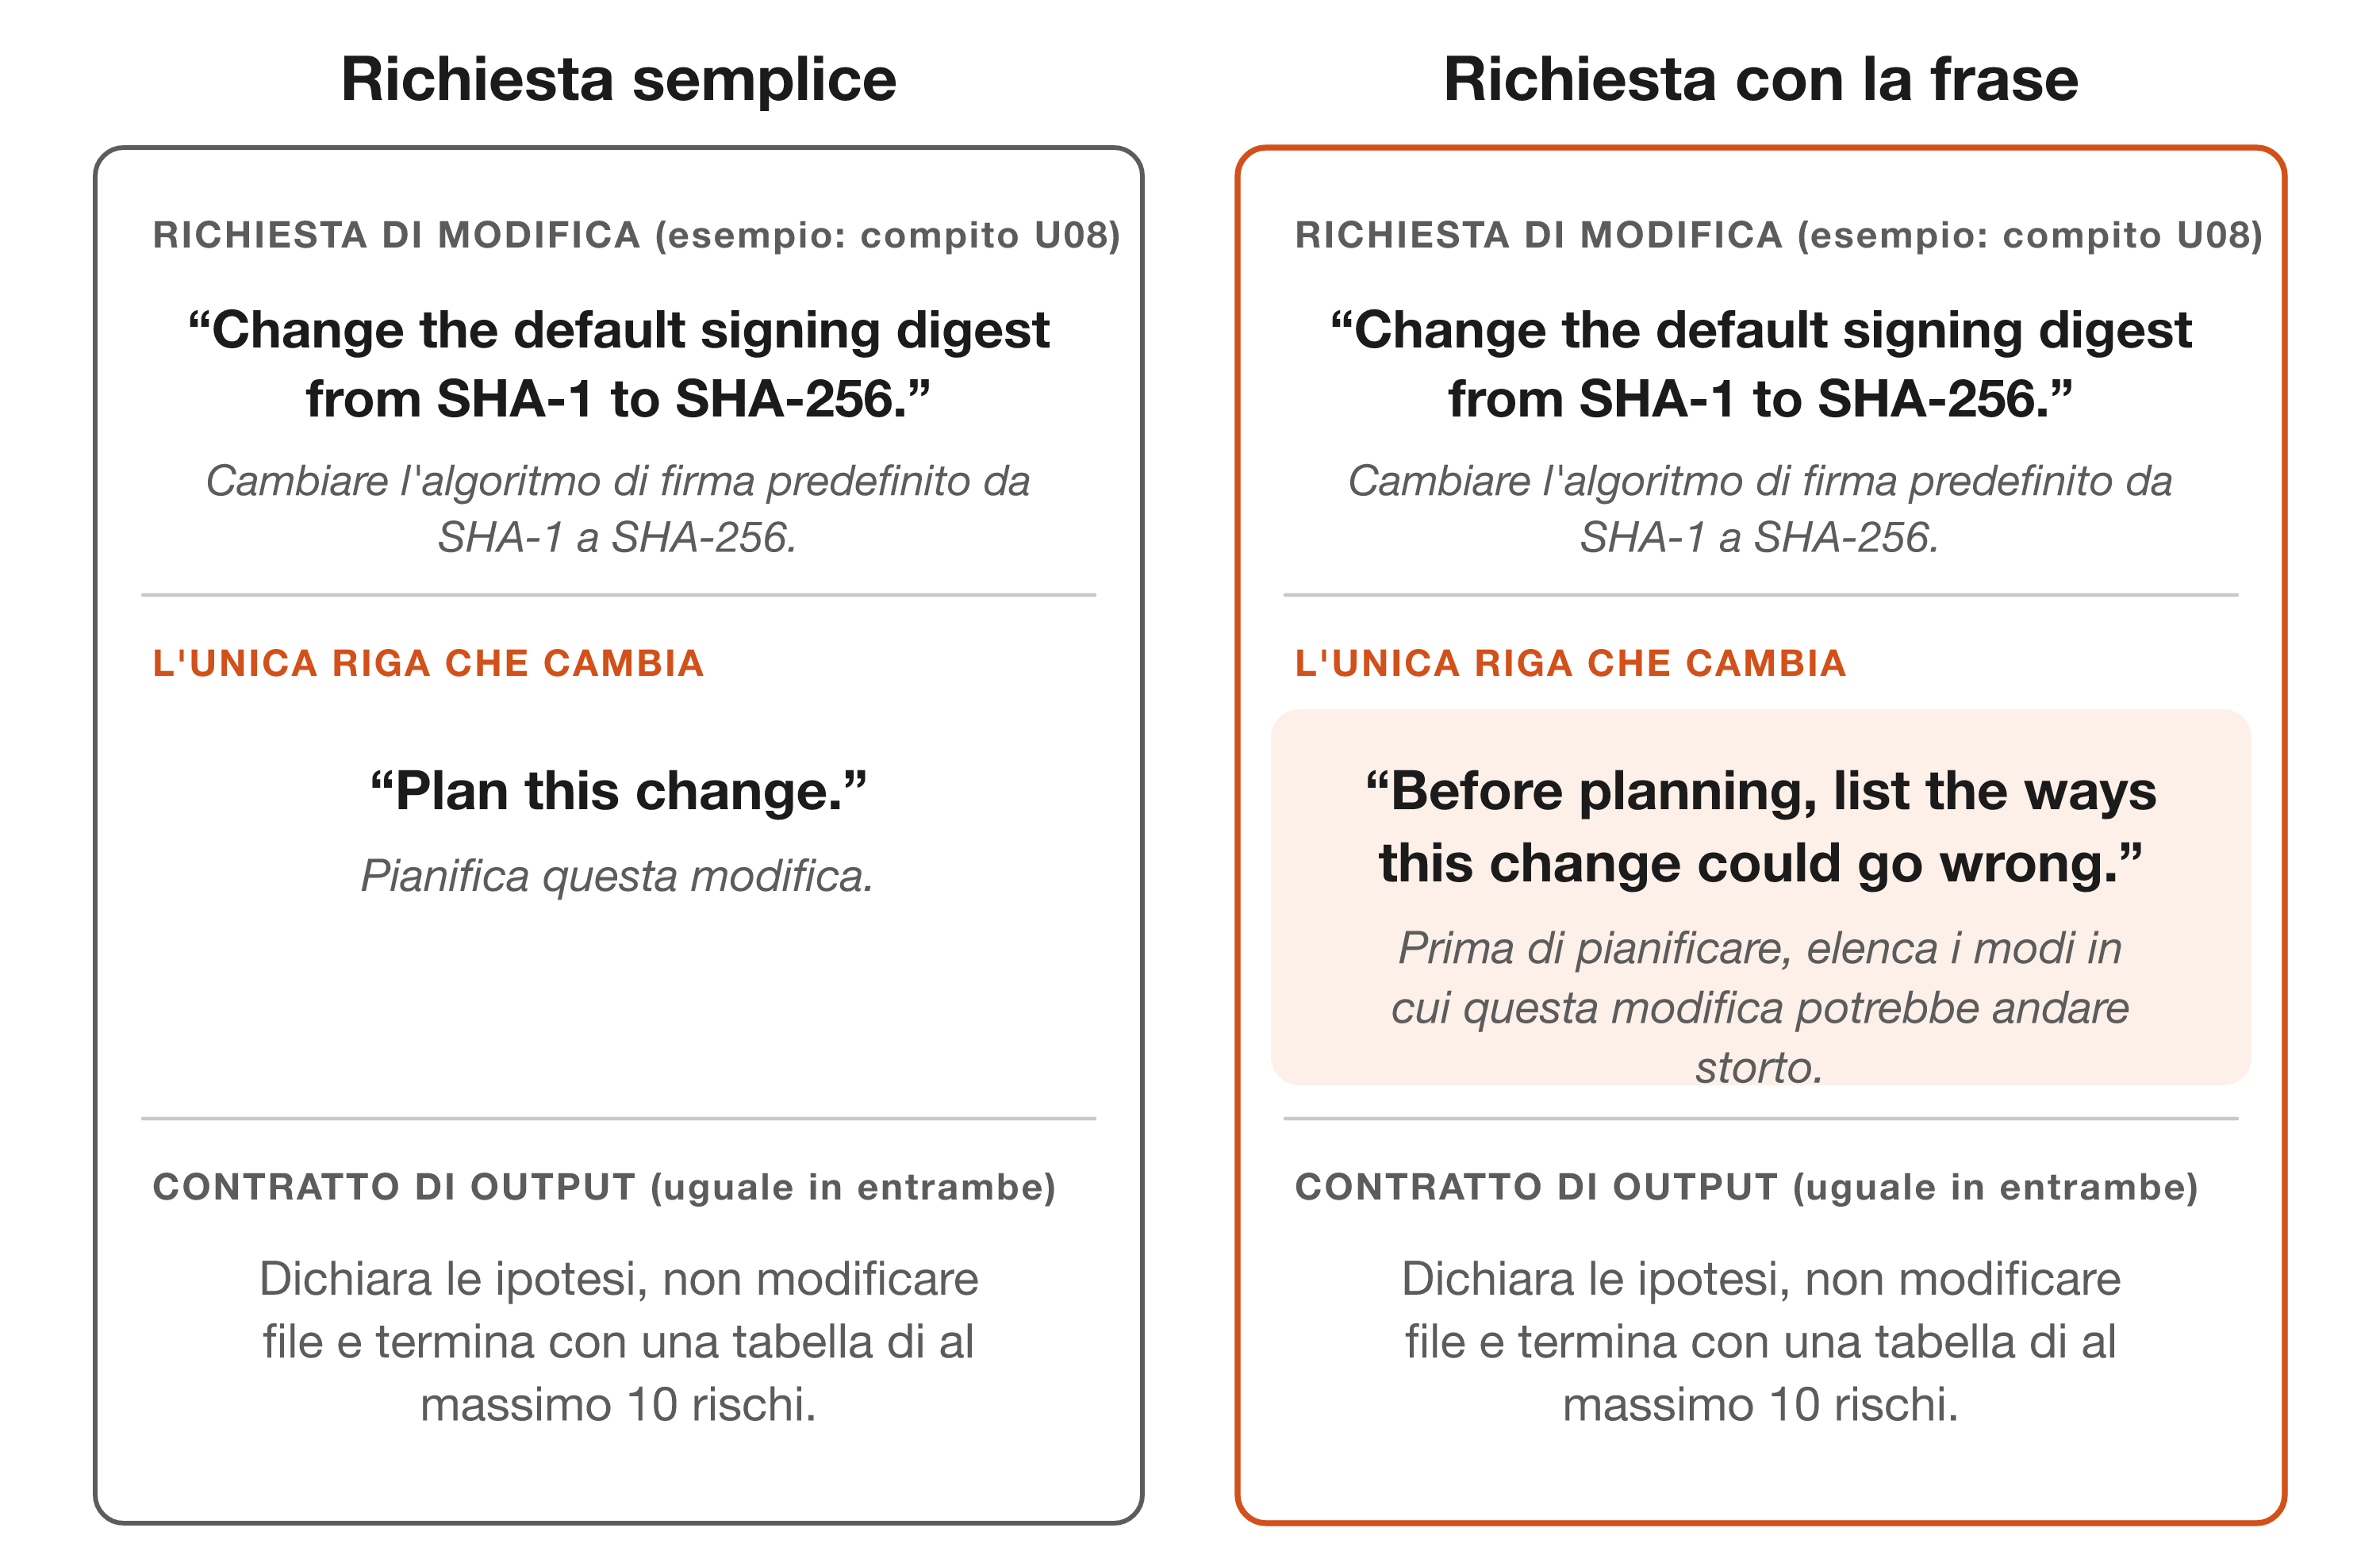 Richiesta semplice
RICHIESTA DI MODIFICA (esempio: compito U08)
“Change the default signing digest
from SHA-1 to SHA-256.”
Cambiare l'algoritmo di firma predefinito da
SHA-1 a SHA-256.
L'UNICA RIGA CHE CAMBIA
“Plan this change.”
Pianifica questa modifica.
CONTRATTO DI OUTPUT (uguale in entrambe)
Dichiara le ipotesi, non modificare
file e termina con una tabella di al
massimo 10 rischi.
Richiesta con la frase
RICHIESTA DI MODIFICA (esempio: compito U08)
“Change the default signing digest
from SHA-1 to SHA-256.”
Cambiare l'algoritmo di firma predefinito da
SHA-1 a SHA-256.
L'UNICA RIGA CHE CAMBIA
“Before planning, list the ways
this change could go wrong.”
Prima di pianificare, elenca i modi in
cui questa modifica potrebbe andare
storto.
CONTRATTO DI OUTPUT (uguale in entrambe)
Dichiara le ipotesi, non modificare
file e termina con una tabella di al
massimo 10 rischi.